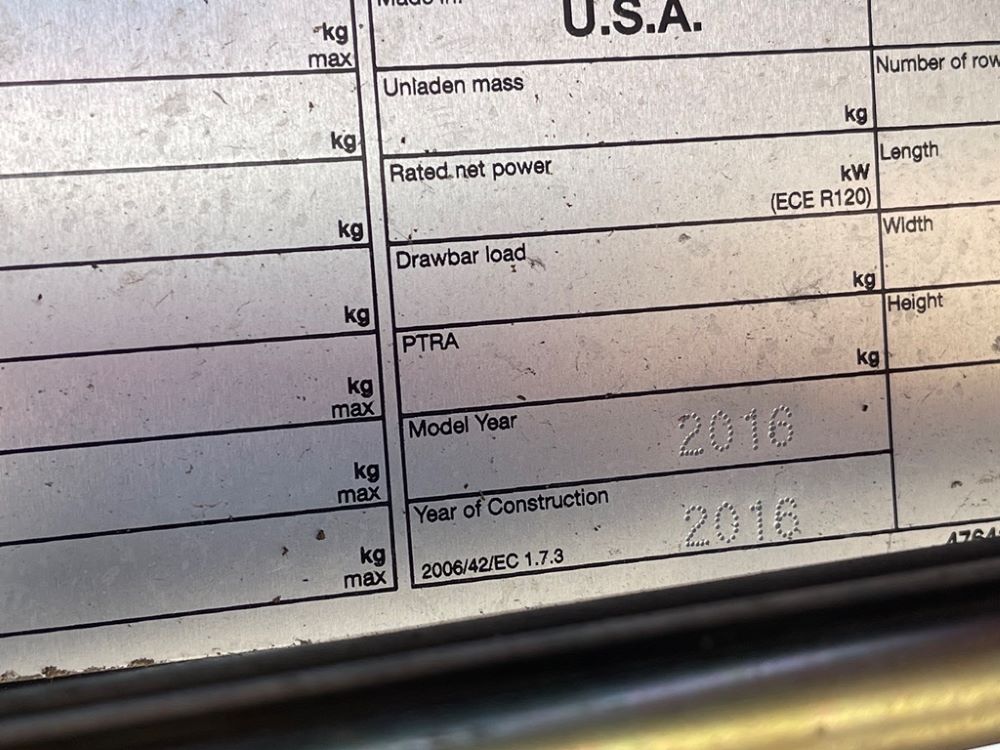 kg
max
kg
kg
kg
kg
max
kg
max
kg
max
Made in:
U.S.A.
Unladen mass
kg
Rated net power
kW
(ECE R120)
Drawbar load
kg
PTRA
kg
Model Year 2016
Year of Construction 2016
2006/42/EC 1.7.3
Number of row
Length
Width
Height